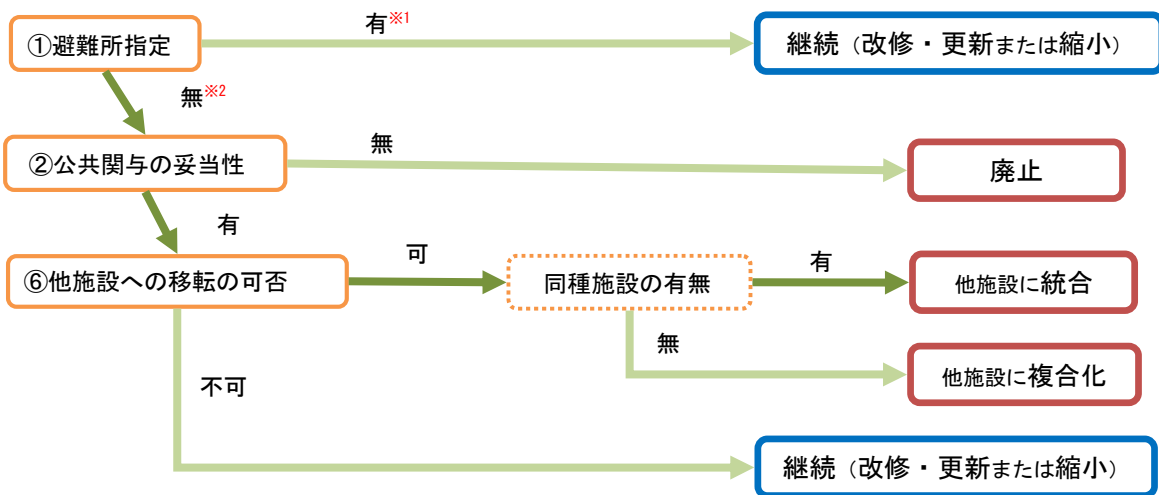 ①避難所指定
有※1
継続（改修・更新または縮小）
無※2
②公共関与の妥当性
無
廃止
有
⑥他施設への移転の可否
可
同種施設の有無
有
他施設に統合
無
他施設に複合化
不可
継続（改修・更新または縮小）